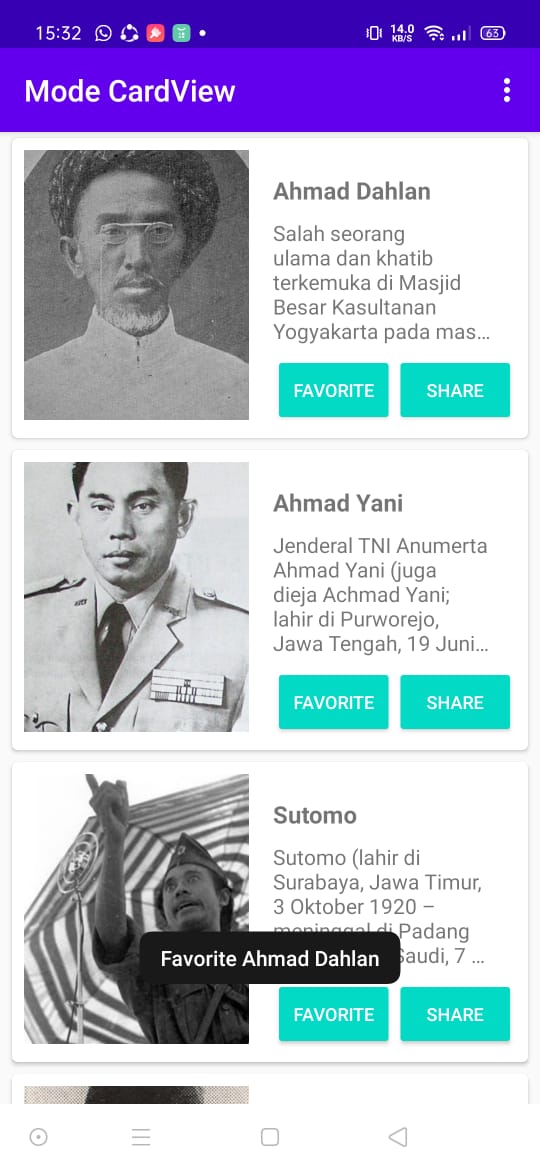 15:32
14.0
KB/S
63
Mode CardView
Ahmad Dahlan
Salah seorang
ulama dan khatib
terkemuka di Masjid
Besar Kasultanan
Yogyakarta pada mas...
FAVORITE SHARE
Ahmad Yani
Jenderal TNI Anumerta
Ahmad Yani (juga
dieja Achmad Yani;
lahir di Purworejo,
Jawa Tengah, 19 Juni...
FAVORITE SHARE
Sutomo
Sutomo (lahir di
Surabaya, Jawa Timur,
3 Oktober 1920 –
meninggal di Padang
Saudi, 7 ...
Favorite Ahmad Dahlan
FAVORITE SHARE